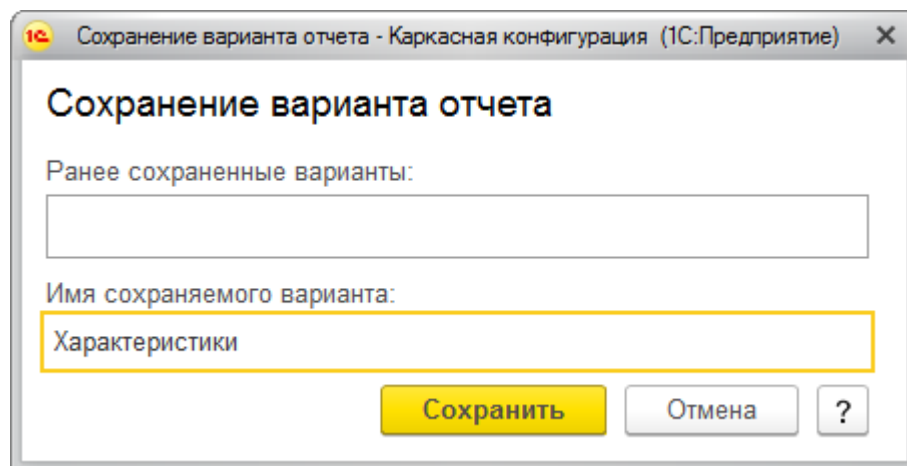 1С Сохранение варианта отчета - Каркасная конфигурация (1С:Предприятие)
Сохранение варианта отчета
Ранее сохраненные варианты:
Имя сохраняемого варианта:
Характеристики
Сохранить Отмена ?